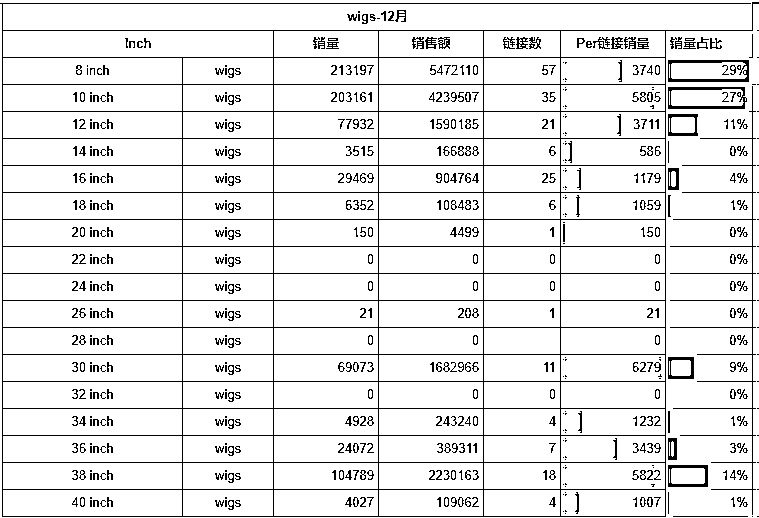 wigs-12月
Inch 销量 销售额 链接数 Per链接销量 销量占比
8 inch wigs 213197 5472110 57 3740 29%
10 inch wigs 203161 4239507 35 5805 27%
12 inch wigs 77932 1590185 21 3711 11%
14 inch wigs 3515 166888 6 586 0%
16 inch wigs 29469 904764 25 1179 4%
18 inch wigs 6352 108483 6 1059 1%
20 inch wigs 150 4499 1 150 0%
22 inch wigs 0 0 0 0 0%
24 inch wigs 0 0 0 0 0%
26 inch wigs 21 208 1 21 0%
28 inch wigs 0 0 0 0 0%
30 inch wigs 69073 1682966 11 6279 9%
32 inch wigs 0 0 0 0 0%
34 inch wigs 4928 243240 4 1232 1%
36 inch wigs 24072 389311 7 3439 3%
38 inch wigs 104789 2230163 18 5822 14%
40 inch wigs 4027 109062 4 1007 1%